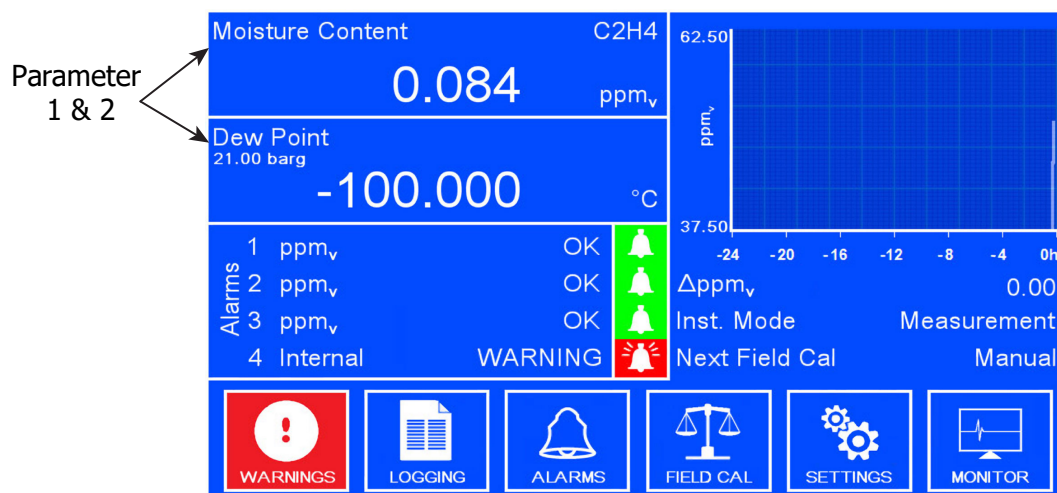 Parameter
1 & 2
Moisture Content C2H4
0.084 ppmv
Dew Point
21.00 barg
-100.000 °C
Alarms
1 ppmv OK
2 ppmv OK
3 ppmv OK
4 Internal WARNING
62.50
ppmv
37.50
-24 -20 -16 -12 -8 -4 0h
Δppmv 0.00
Inst. Mode Measurement
Next Field Cal Manual
WARNINGS LOGGING ALARMS FIELD CAL SETTINGS MONITOR